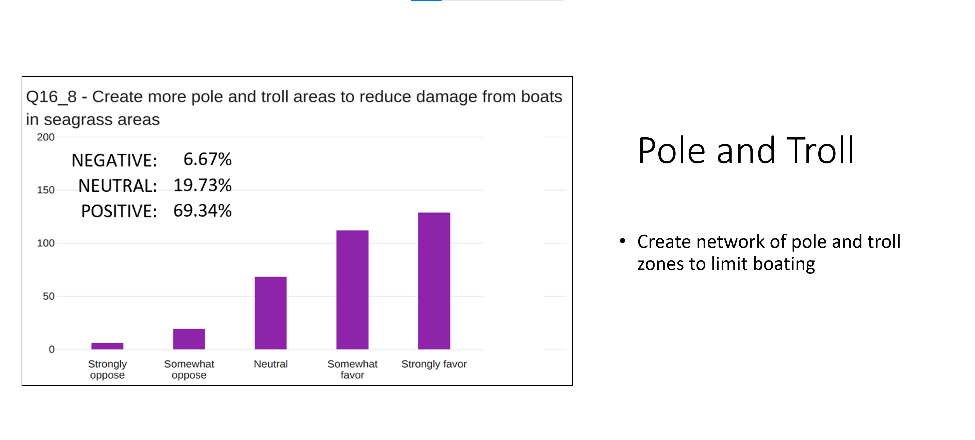 Q16_8 - Create more pole and troll areas to reduce damage from boats
in seagrass areas
200
NEGATIVE: 6.67%
NEUTRAL: 19.73%
150
POSITIVE: 69.34%
100
50
0
Strongly
oppose
Somewhat
oppose
Neutral
Somewhat
favor
Strongly favor
Pole and Troll
• Create network of pole and troll
zones to limit boating